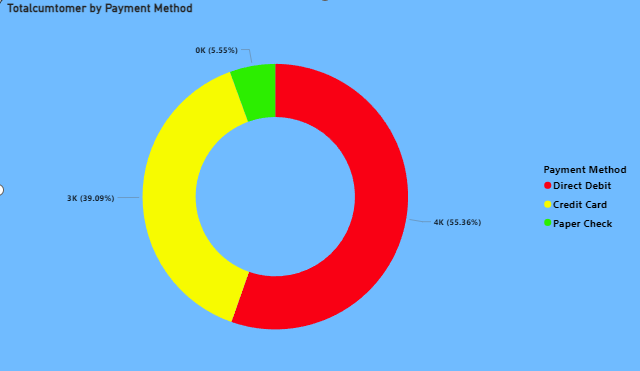 Totalcumtomer by Payment Method
0K (5.55%)
3K (39.09%)
4K (55.36%)
Payment Method
Direct Debit
Credit Card
Paper Check